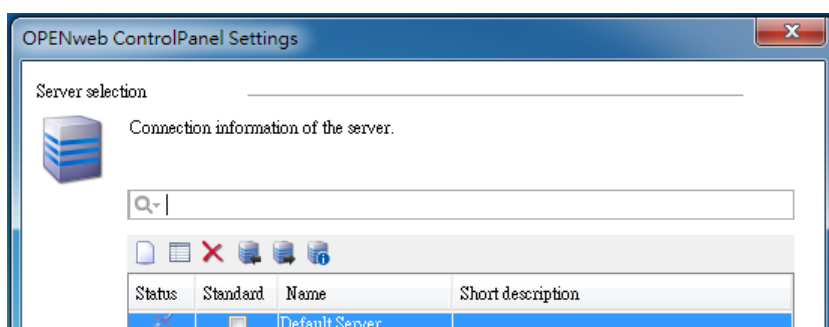 OPENweb ControlPanel Settings
Server selection
Connection information of the server.
Status Standard Name Short description
Default Server